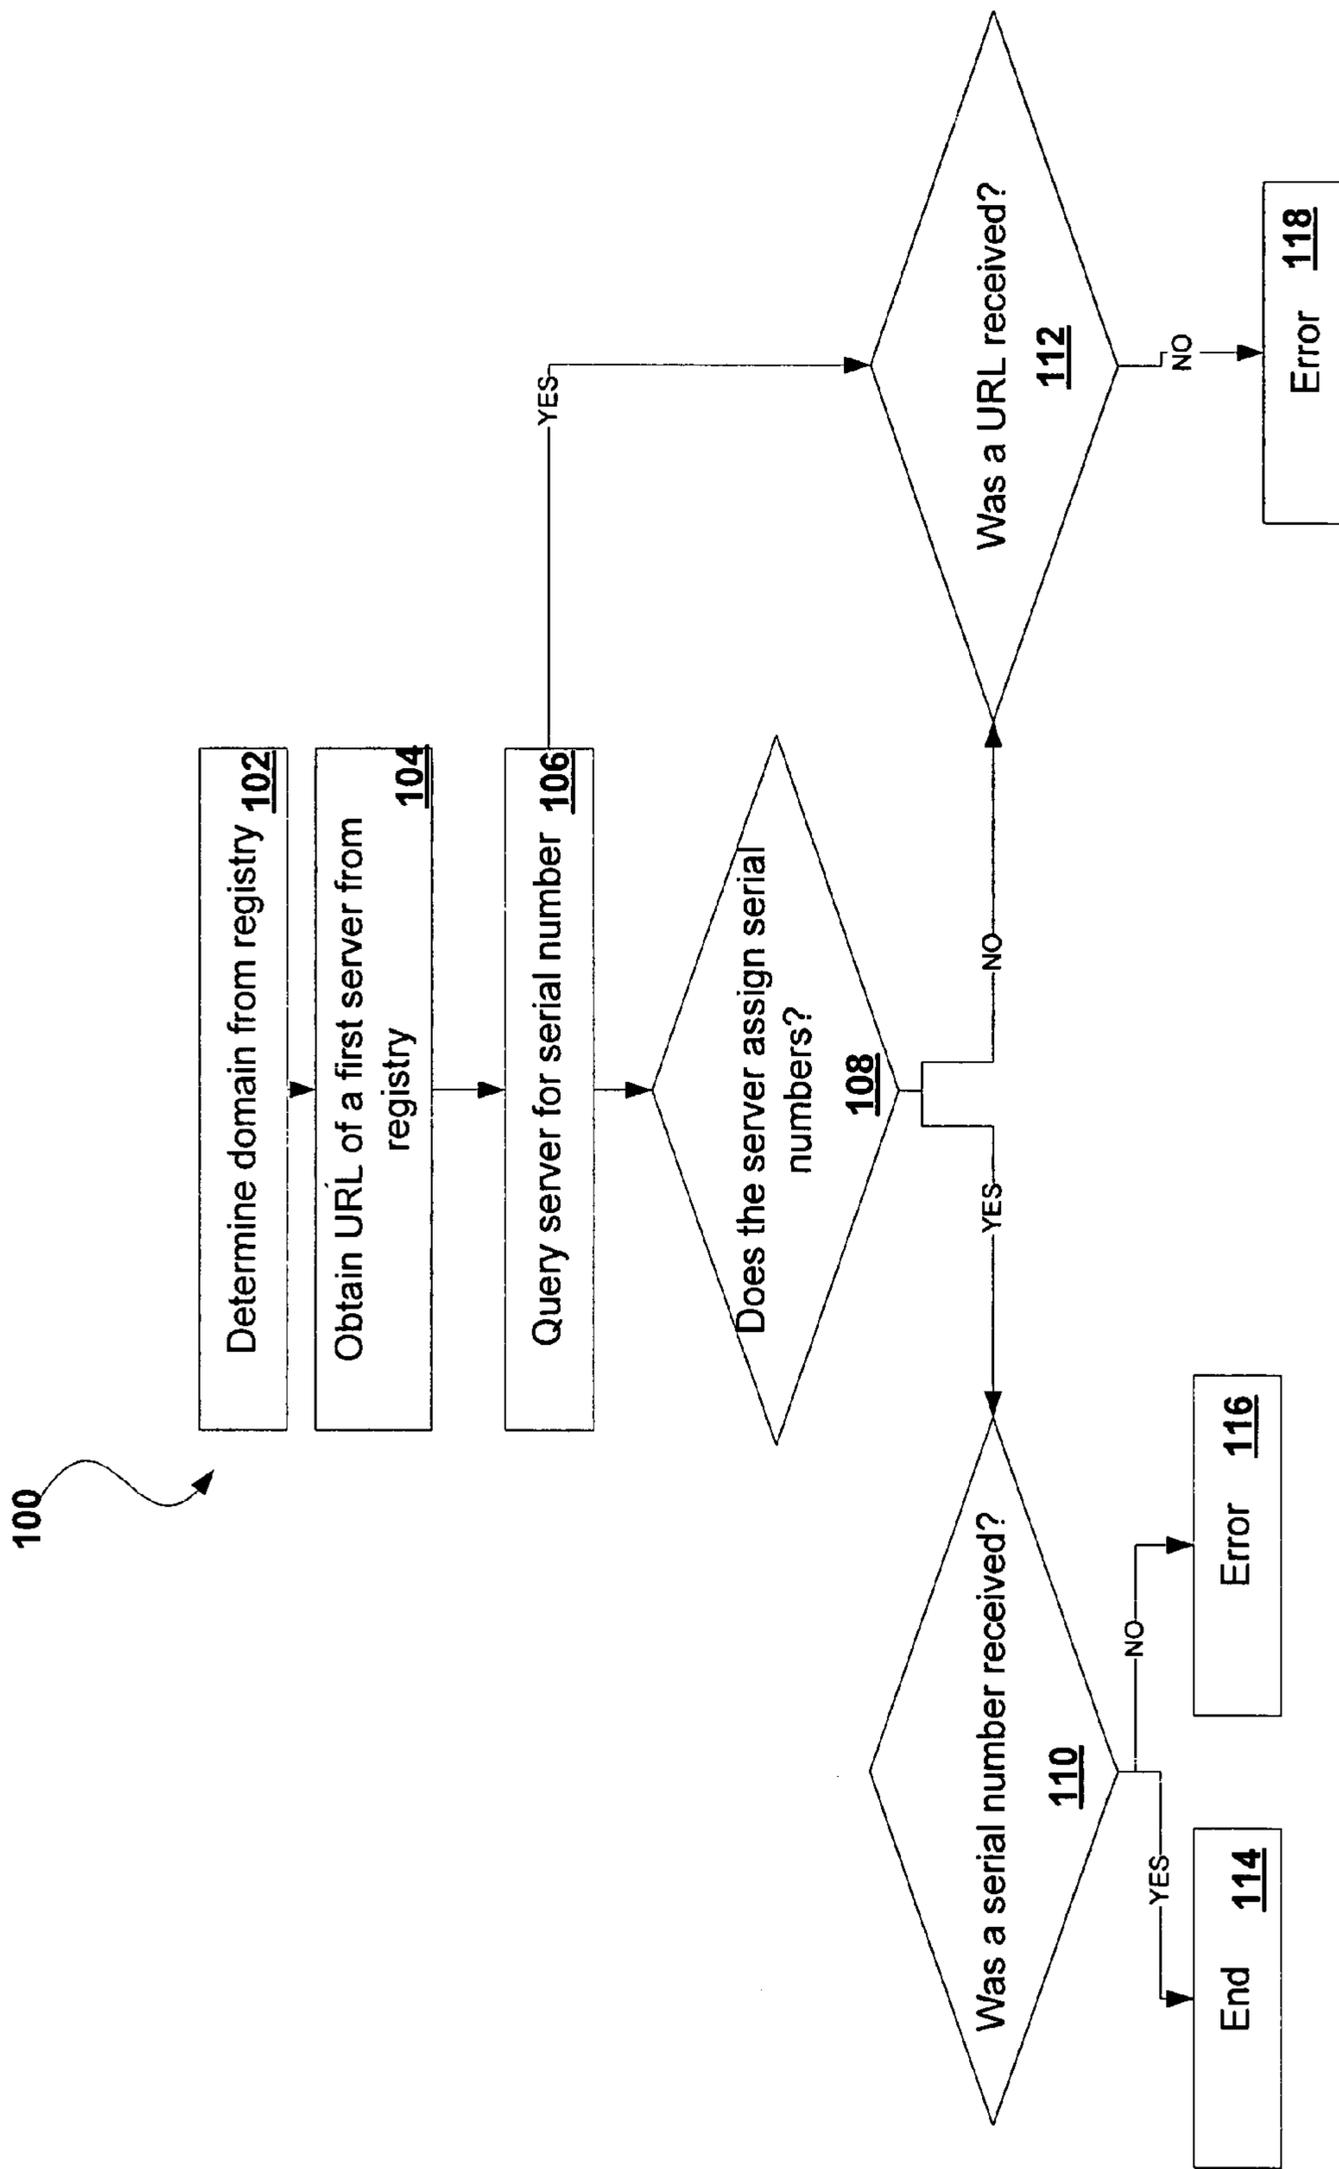 100
Determine domain from registry 102
Obtain URL of a first server from
registry
104
Query server for serial number 106
YES
Does the server assign serial
numbers?
108
YES
NO
Was a serial number received?
110
Was a URL received?
112
YES
NO
NO
End 114
Error 116
Error 118